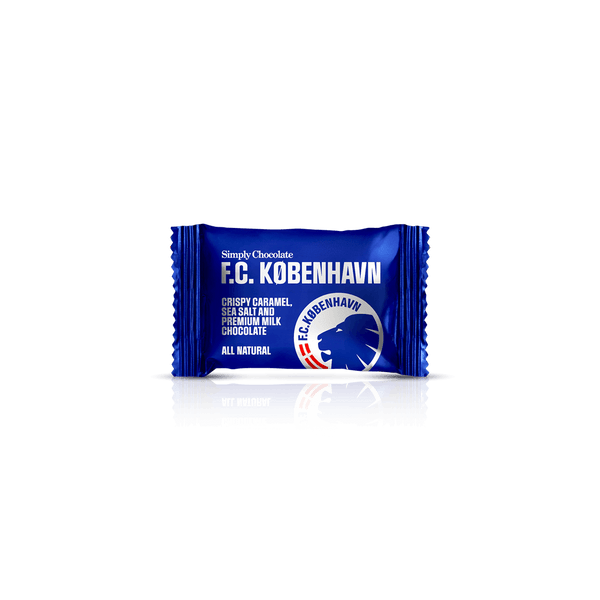 Simply Chocolate
F.C. KØBENHAVN
CRISPY CARAMEL,
SEA SALT AND
PREMIUM MILK
CHOCOLATE
ALL NATURAL
F.C.KØBENHAVN